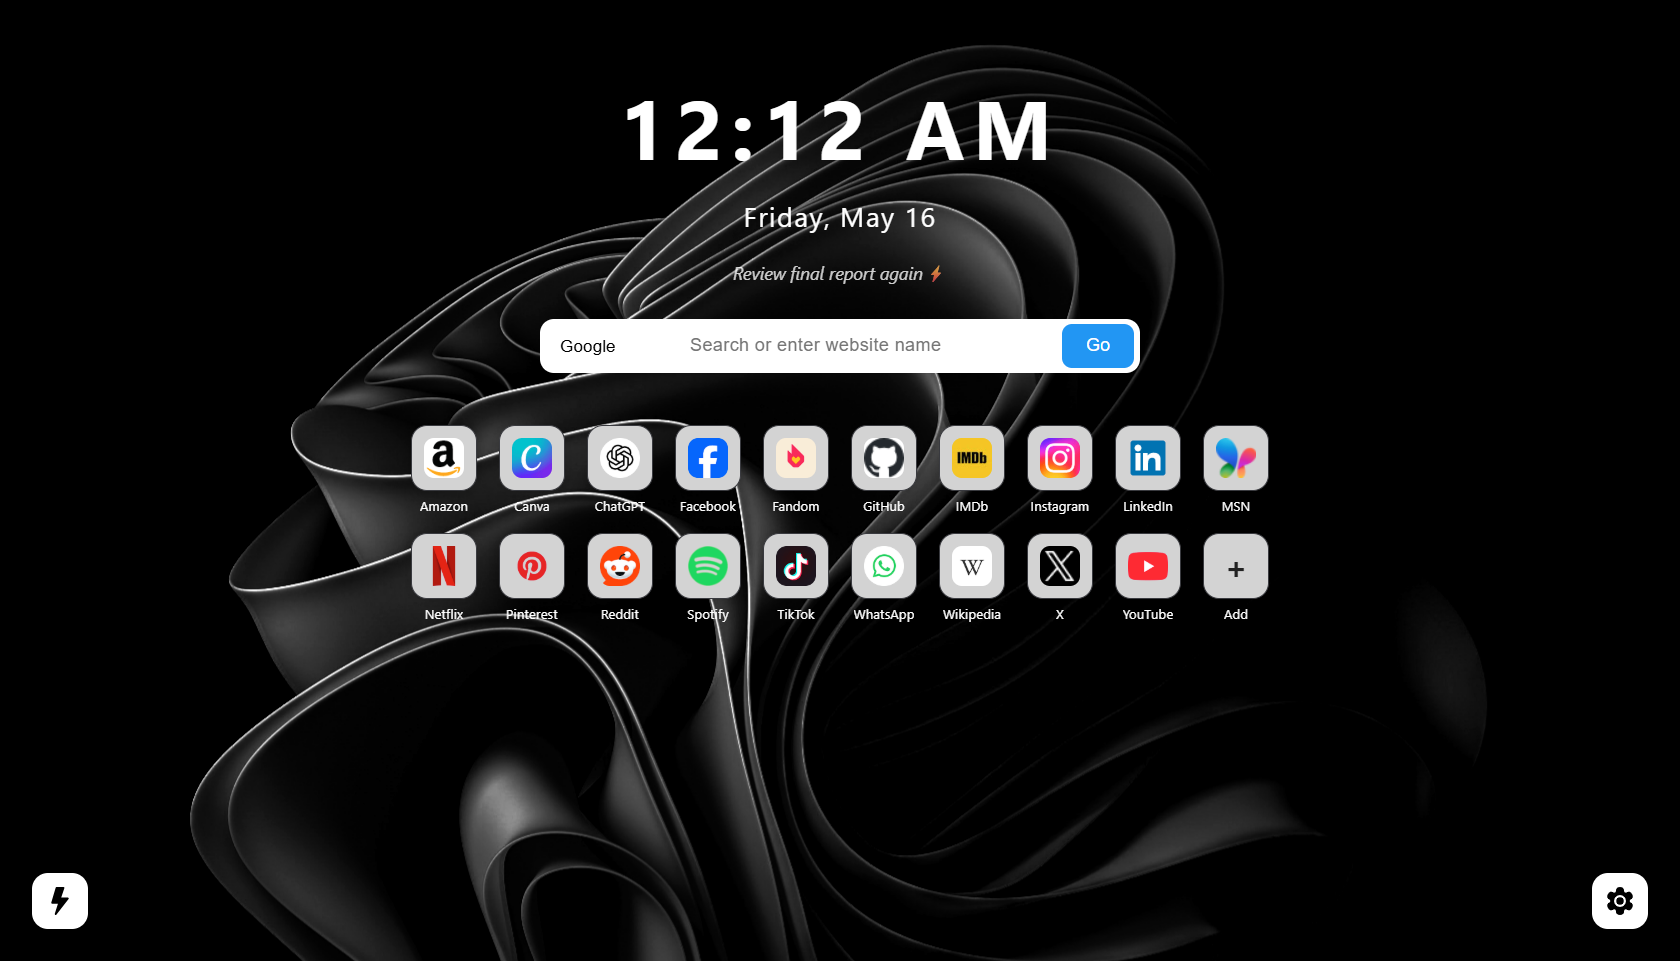 12:12 AM
Friday, May 16
Review final report again ⚡
Google Search or enter website name Go
a C IMDb in
Amazon Canva ChatGPT Facebook Fandom GitHub IMDb Instagram LinkedIn MSN
N W X +
Netflix Pinterest Reddit Spotify TikTok WhatsApp Wikipedia X YouTube Add